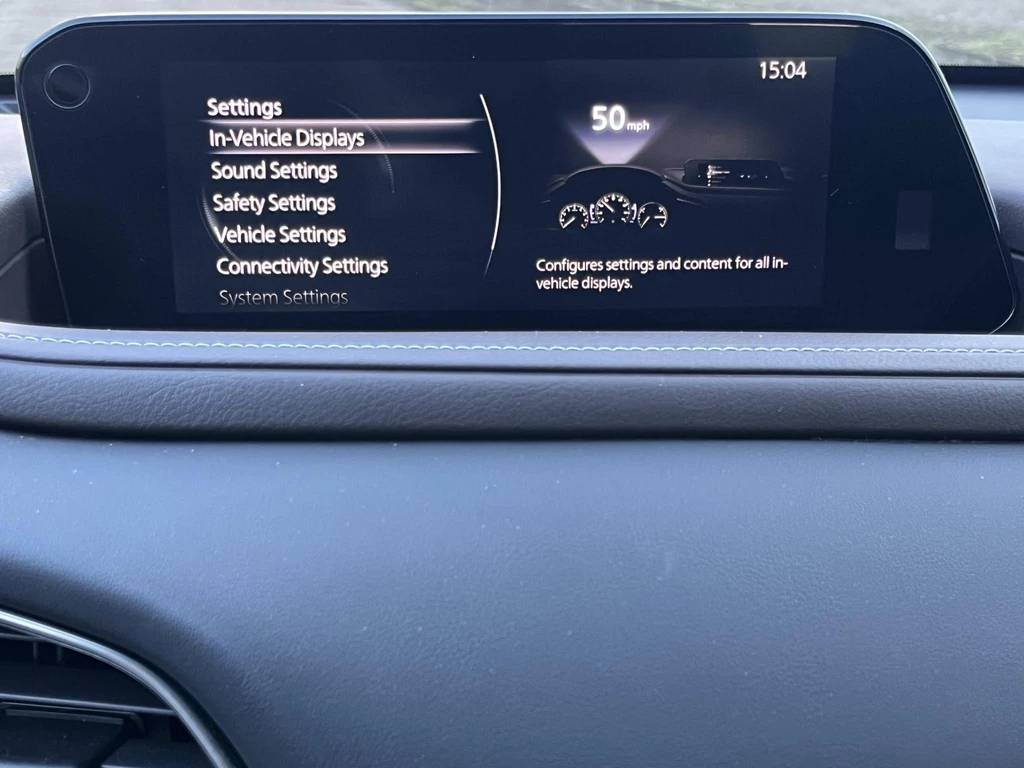 15:04
Settings
In-Vehicle Displays
Sound Settings
Safety Settings
Vehicle Settings
Connectivity Settings
System Settings
50 mph
Configures settings and content for all in-
vehicle displays.